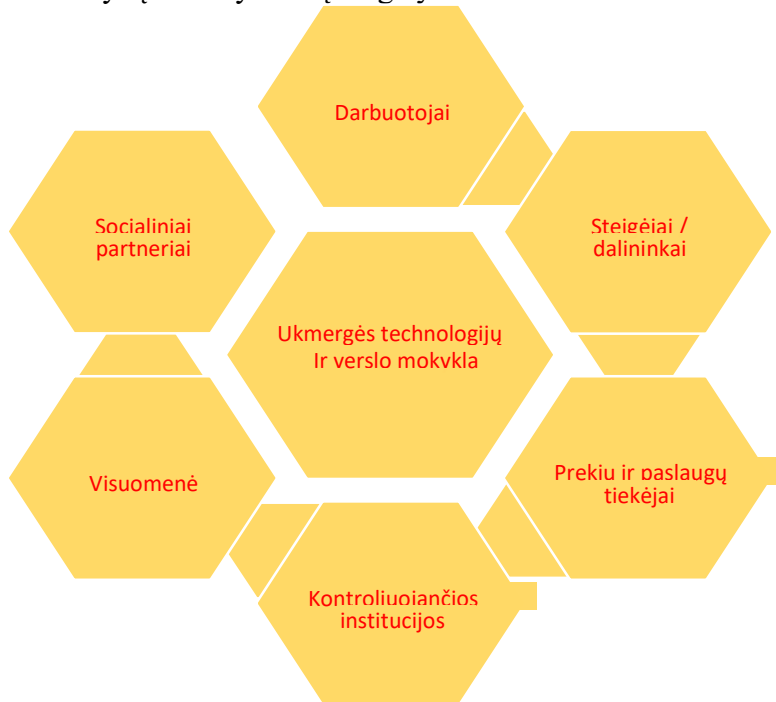 Darbuotojai
Socialiniai
partneriai
Steigėjai /
dalininkai
Ukmergės technologijų
Ir verslo mokykla
Visuomenė
Prekių ir paslaugų
tiekėjai
Kontroliuojančios
institucijos